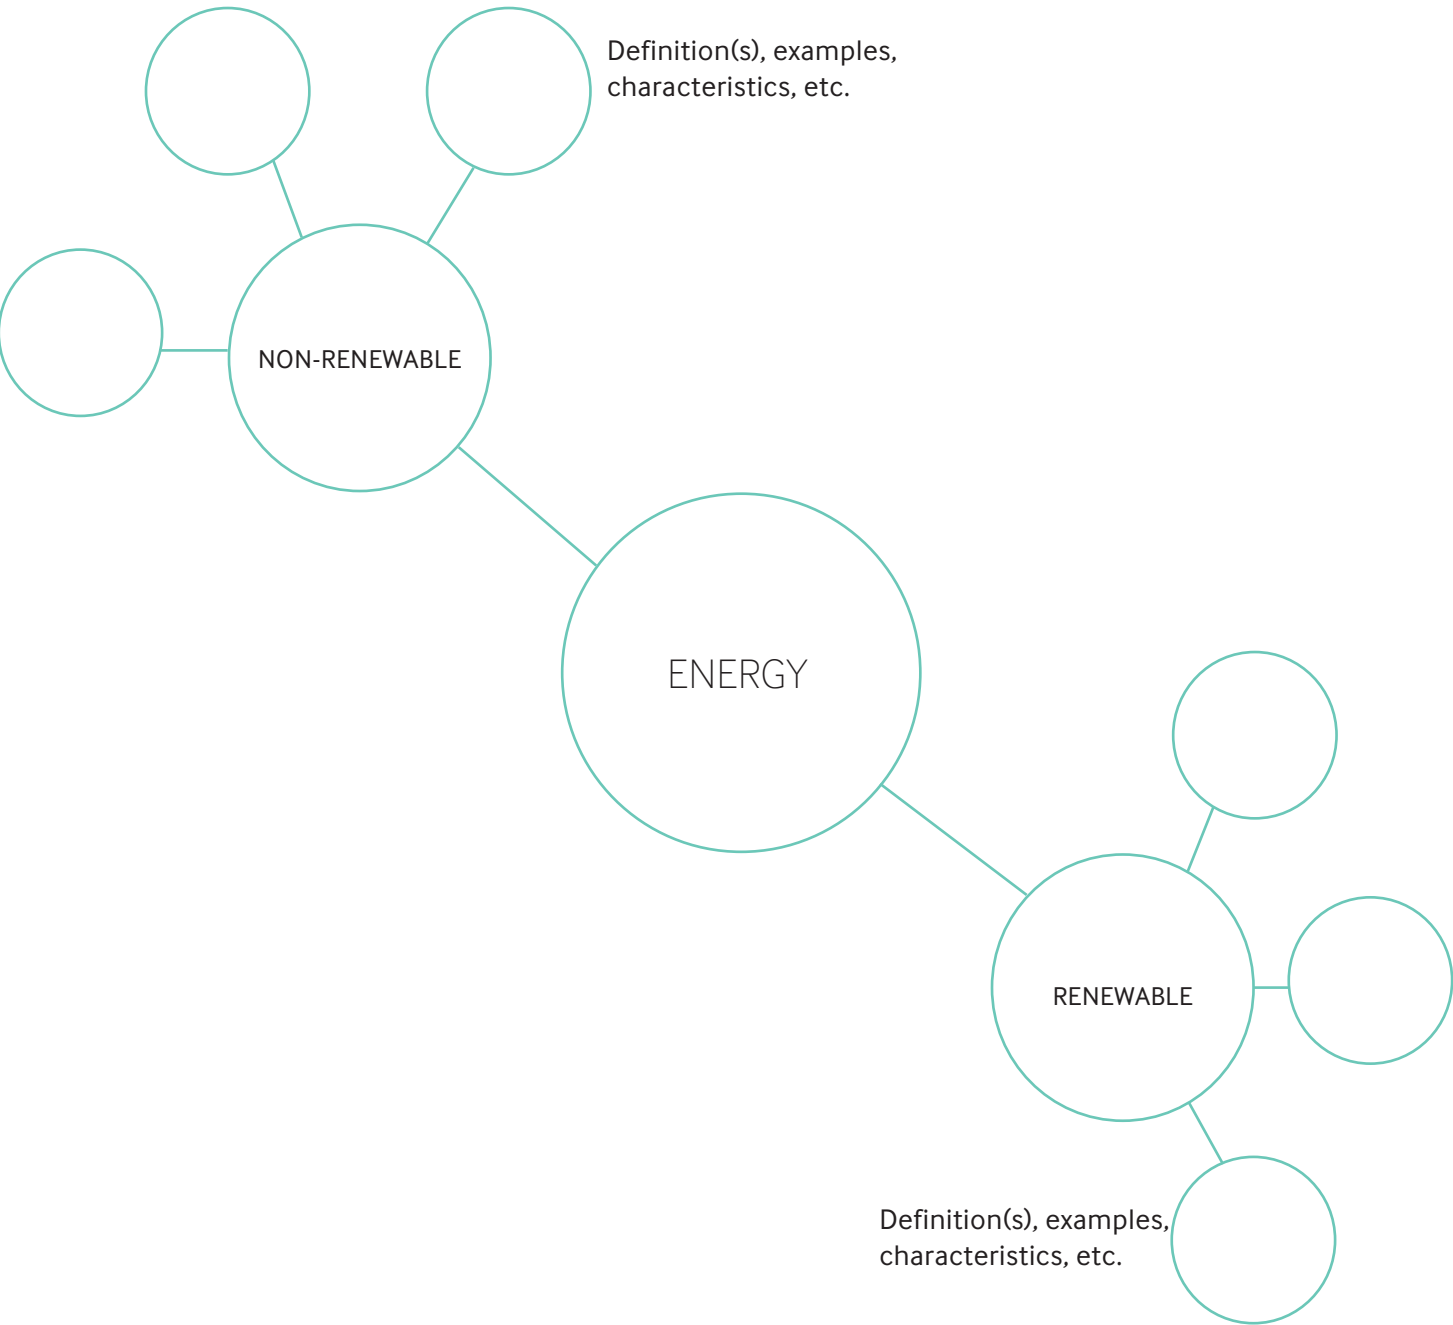 Definition(s), examples,
characteristics, etc.
NON-RENEWABLE
ENERGY
RENEWABLE
Definition(s), examples,
characteristics, etc.